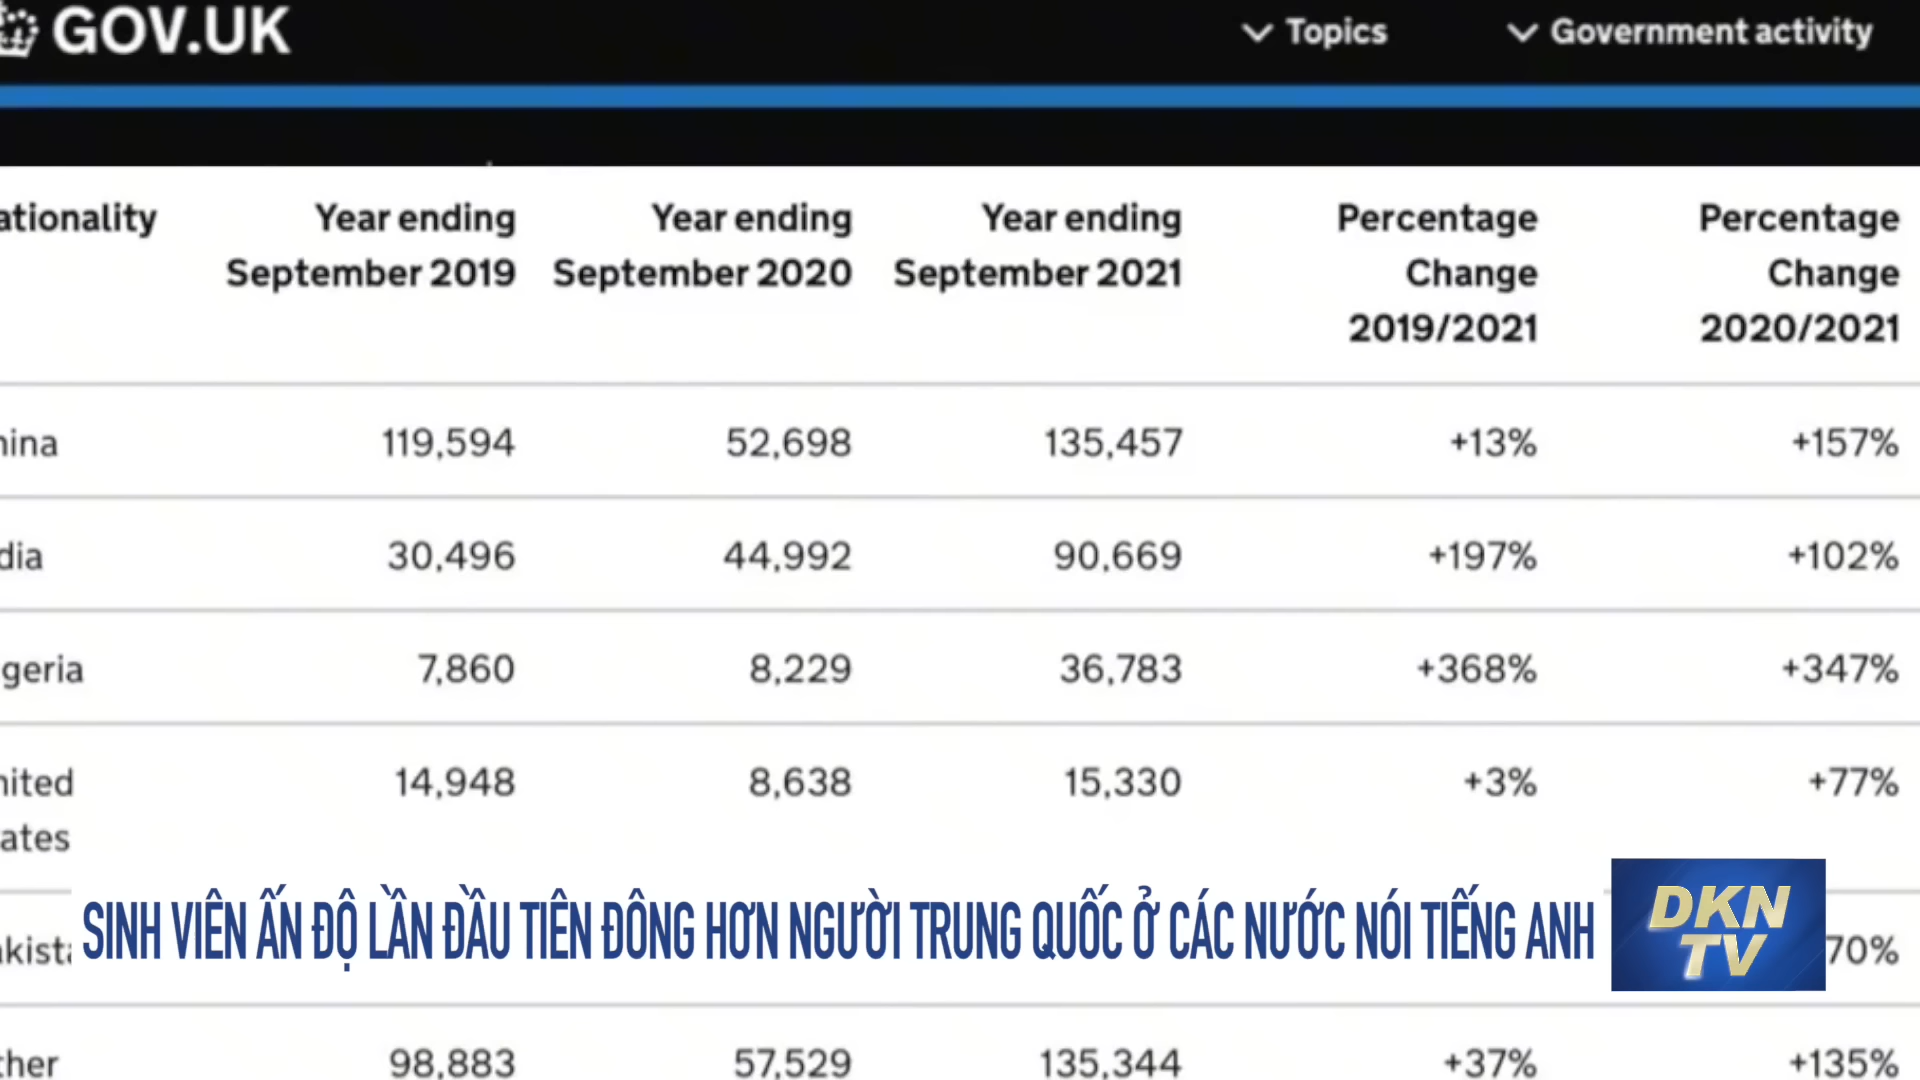 GOV.UK Topics Government activity
ationality Year ending September 2019 Year ending September 2020 Year ending September 2021 Percentage Change 2019/2021 Percentage Change 2020/2021
ina 119,594 52,698 135,457 +13% +157%
dia 30,496 44,992 90,669 +197% +102%
geria 7,860 8,229 36,783 +368% +347%
ited ates 14,948 8,638 15,330 +3% +77%
kist 70%
SINH VIÊN ẤN ĐỘ LẦN ĐẦU TIÊN ĐÔNG HƠN NGƯỜI TRUNG QUỐC Ở CÁC NƯỚC NÓI TIẾNG ANH
DKN
TV
her 98,883 57,529 135,344 +37% +135%